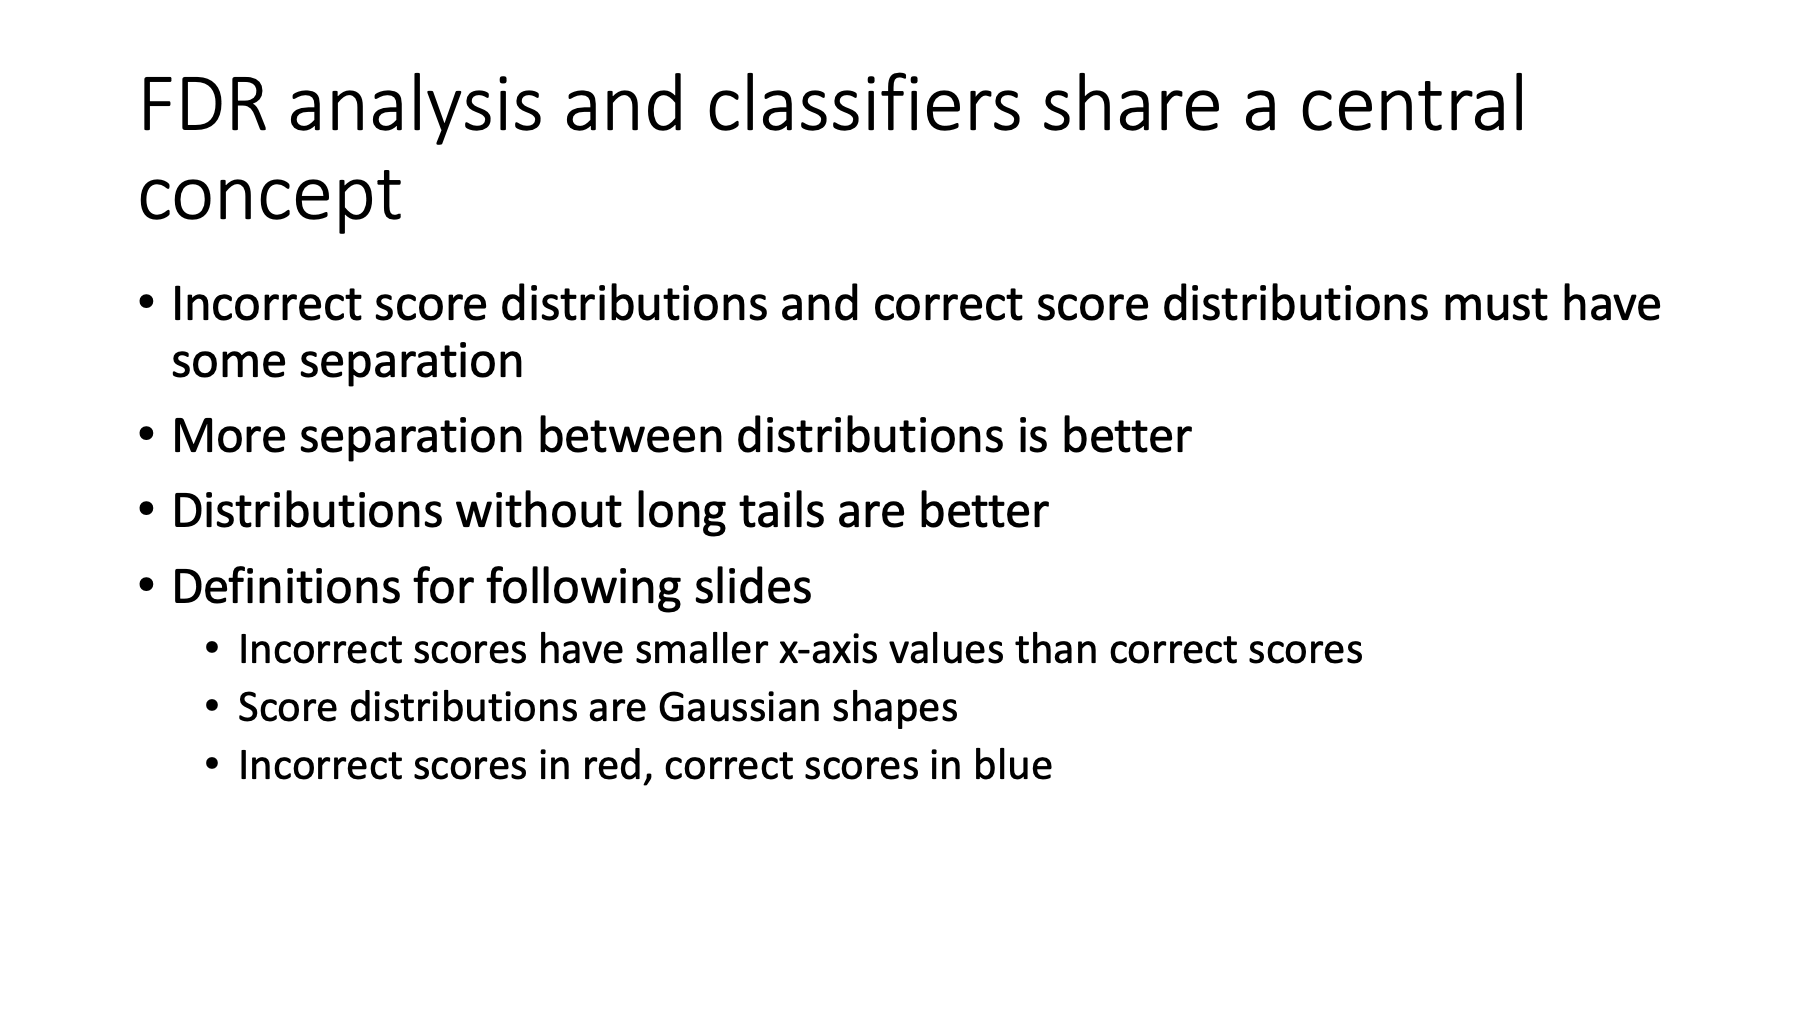 FDR analysis and classifiers share a central
concept
• Incorrect score distributions and correct score distributions must have
some separation
• More separation between distributions is better
• Distributions without long tails are better
• Definitions for following slides
• Incorrect scores have smaller x-axis values than correct scores
• Score distributions are Gaussian shapes
• Incorrect scores in red, correct scores in blue